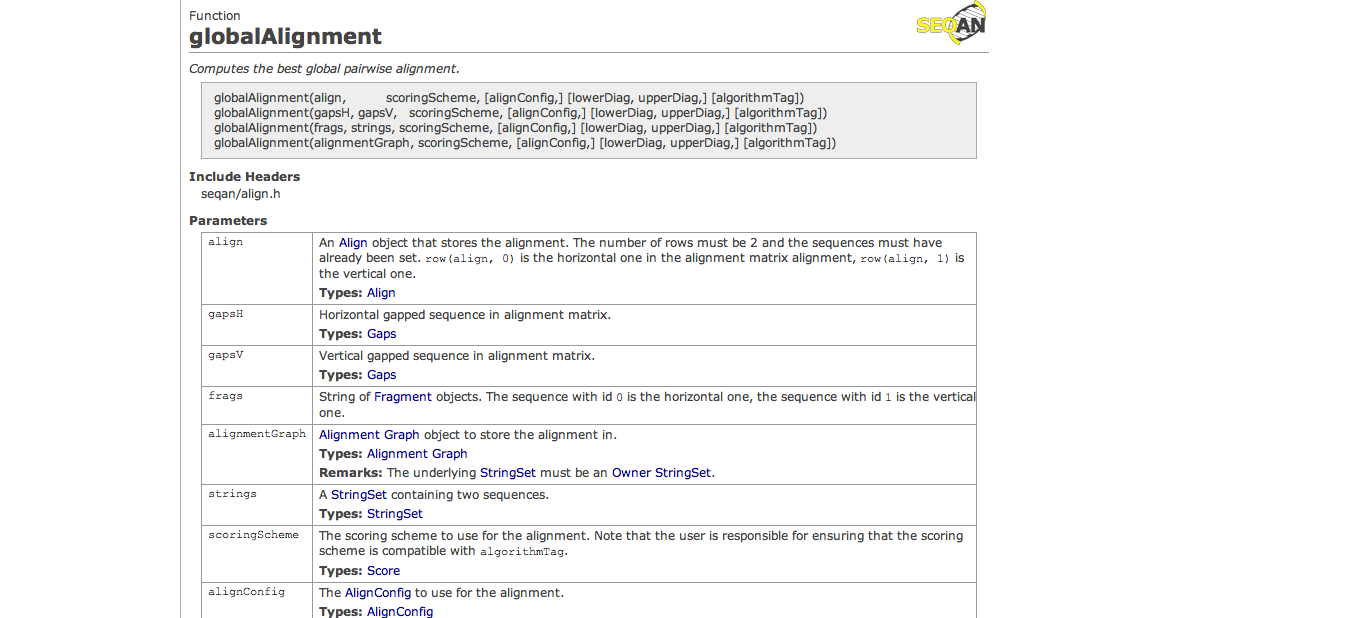 Function
globalAlignment
SEQAN
Computes the best global pairwise alignment.
globalAlignment(align, scoringScheme, [alignConfig,] [lowerDiag, upperDiag,] [algorithmTag])
globalAlignment(gapsH, gapsV, scoringScheme, [alignConfig,] [lowerDiag, upperDiag,] [algorithmTag])
globalAlignment(frags, strings, scoringScheme, [alignConfig,] [lowerDiag, upperDiag,] [algorithmTag])
globalAlignment(alignmentGraph, scoringScheme, [alignConfig,] [lowerDiag, upperDiag,] [algorithmTag])
Include Headers
seqan/align.h
Parameters
align
An Align object that stores the alignment. The number of rows must be 2 and the sequences must have
already been set. row(align, 0) is the horizontal one in the alignment matrix alignment, row(align, 1) is
the vertical one.
Types: Align
gapsH
Horizontal gapped sequence in alignment matrix.
Types: Gaps
gapsV
Vertical gapped sequence in alignment matrix.
Types: Gaps
frags
String of Fragment objects. The sequence with id 0 is the horizontal one, the sequence with id 1 is the vertical
one.
alignmentGraph
Alignment Graph object to store the alignment in.
Types: Alignment Graph
Remarks: The underlying StringSet must be an Owner StringSet.
strings
A StringSet containing two sequences.
Types: StringSet
scoringScheme
The scoring scheme to use for the alignment. Note that the user is responsible for ensuring that the scoring
scheme is compatible with algorithmTag.
Types: Score
alignConfig
The AlignConfig to use for the alignment.
Types: AlignConfig